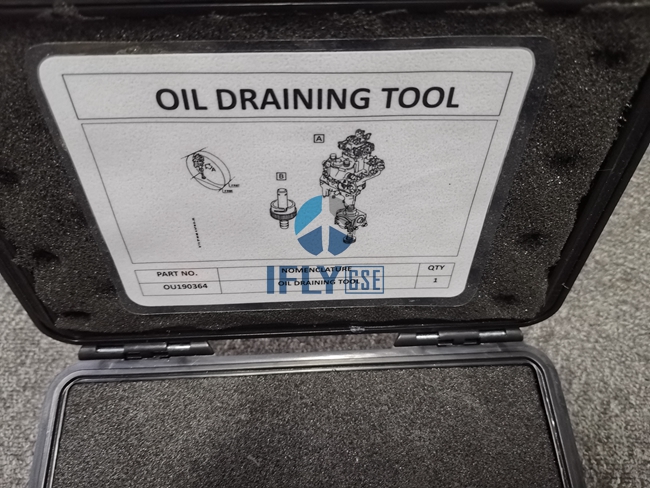 OIL DRAINING TOOL
A
B
PART NO. NOMENCLATURE QTY
OU190364 OIL DRAINING TOOL 1
IFLY GSE